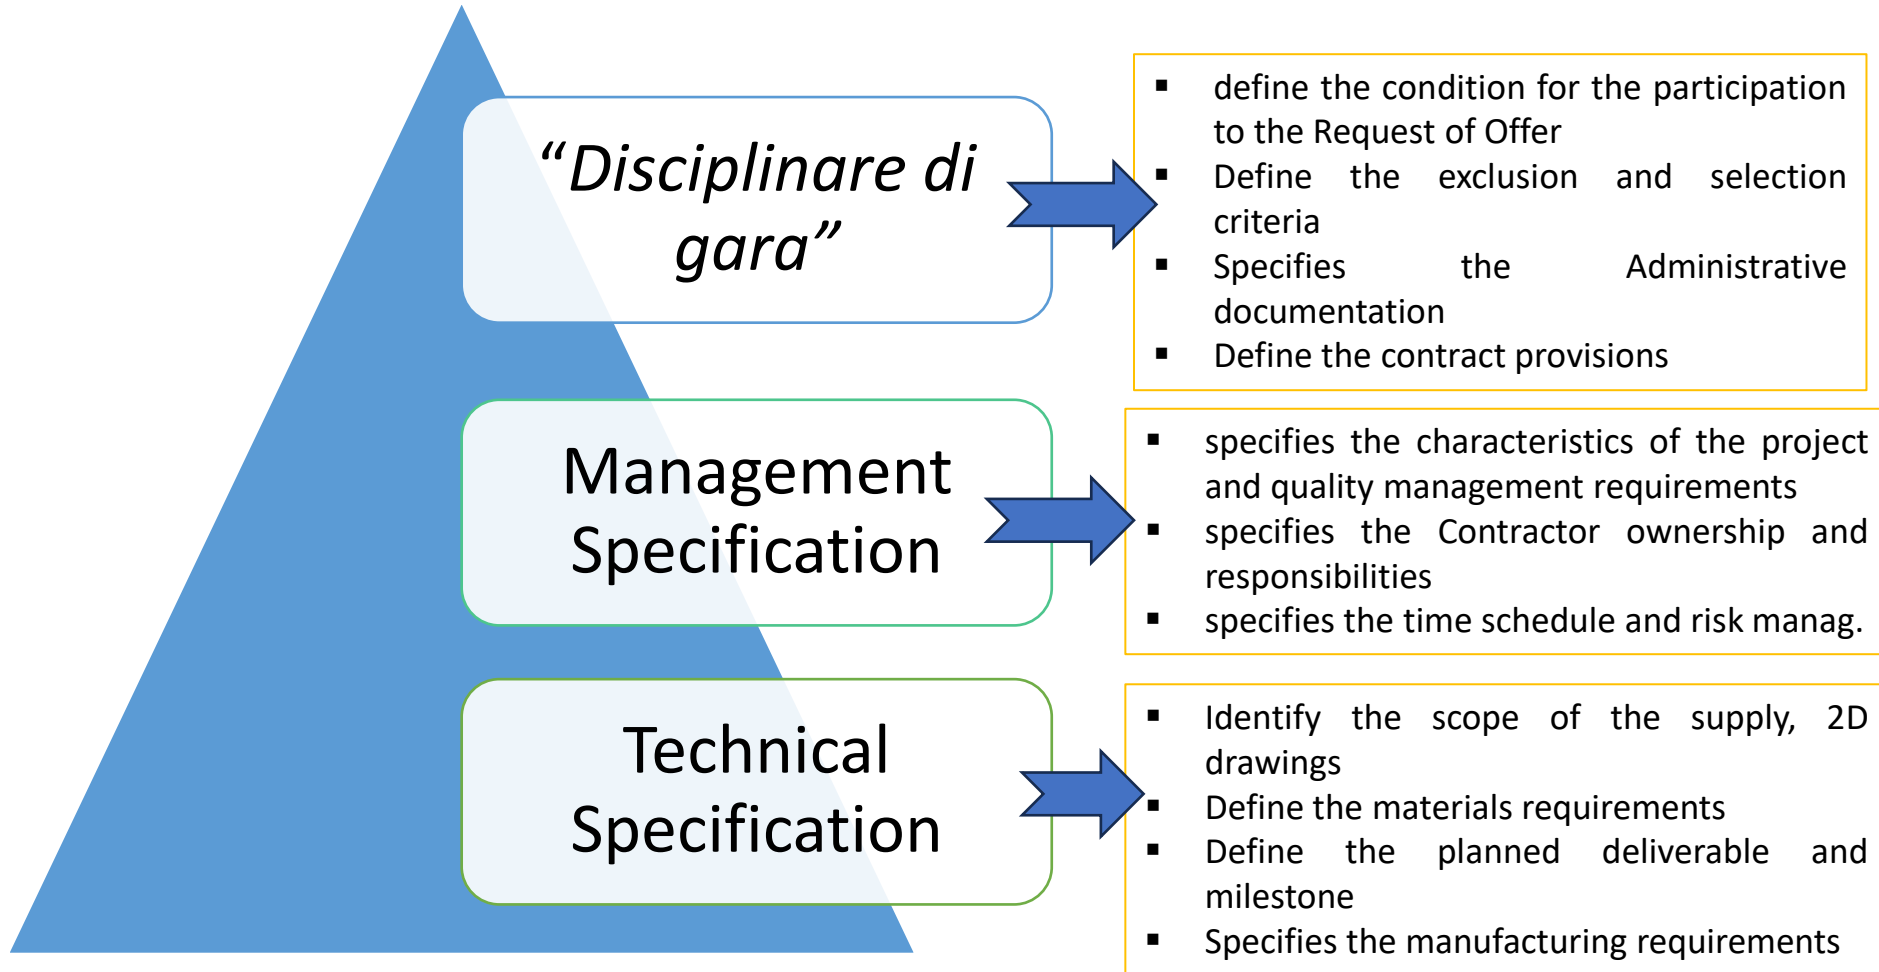 “Disciplinare di
gara”
▪ define the condition for the participation
to the Request of Offer
▪ Define the exclusion and selection
criteria
▪ Specifies the Administrative
documentation
▪ Define the contract provisions
Management
Specification
▪ specifies the characteristics of the project
and quality management requirements
▪ specifies the Contractor ownership and
responsibilities
▪ specifies the time schedule and risk manag.
Technical
Specification
▪ Identify the scope of the supply, 2D
drawings
▪ Define the materials requirements
▪ Define the planned deliverable and
milestone
▪ Specifies the manufacturing requirements